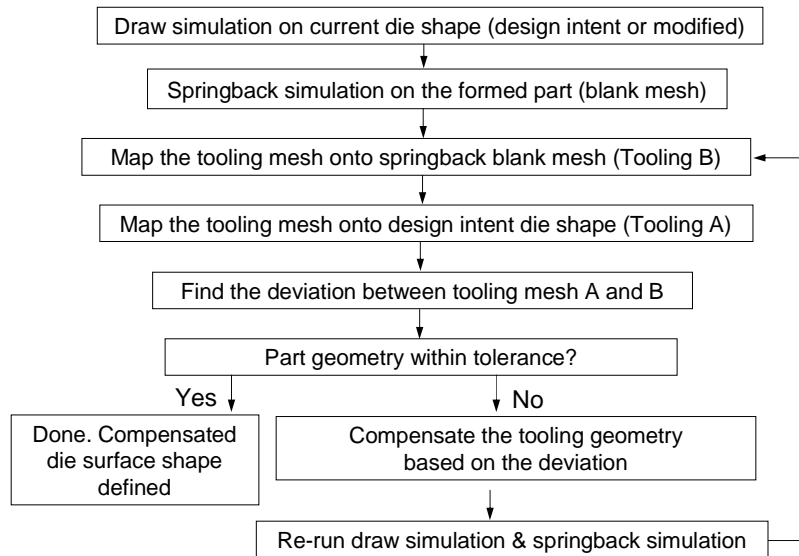 Draw simulation on current die shape (design intent or modified)
Springback simulation on the formed part (blank mesh)
Map the tooling mesh onto springback blank mesh (Tooling B)
Map the tooling mesh onto design intent die shape (Tooling A)
Find the deviation between tooling mesh A and B
Part geometry within tolerance?
Yes
No
Done. Compensated
die surface shape
defined
Compensate the tooling geometry
based on the deviation
Re-run draw simulation & springback simulation